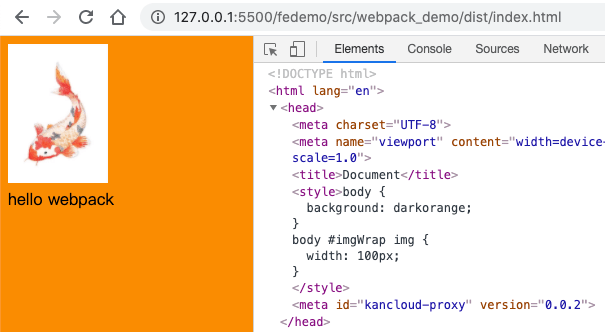 127.0.0.1:5500/fedemo/src/webpack_demo/dist/index.html
Elements Console Sources Network
<!DOCTYPE html>
<html lang="en">
<head>
<meta charset="UTF-8">
<meta name="viewport" content="width=device-
scale=1.0">
<title>Document</title>
<style>body {
background: darkorange;
}
body #imgWrap img {
width: 100px;
}
</style>
<meta id="kancloud-proxy" version="0.0.2">
</head>
hello webpack